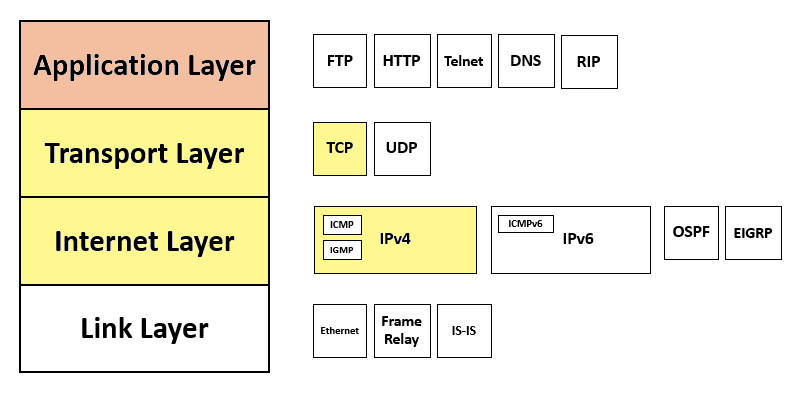 Application Layer
FTP
HTTP
Telnet
DNS
RIP
Transport Layer
TCP
UDP
Internet Layer
ICMP
IGMP
IPv4
ICMPv6
IPv6
OSPF
EIGRP
Link Layer
Ethernet
Frame
Relay
IS-IS